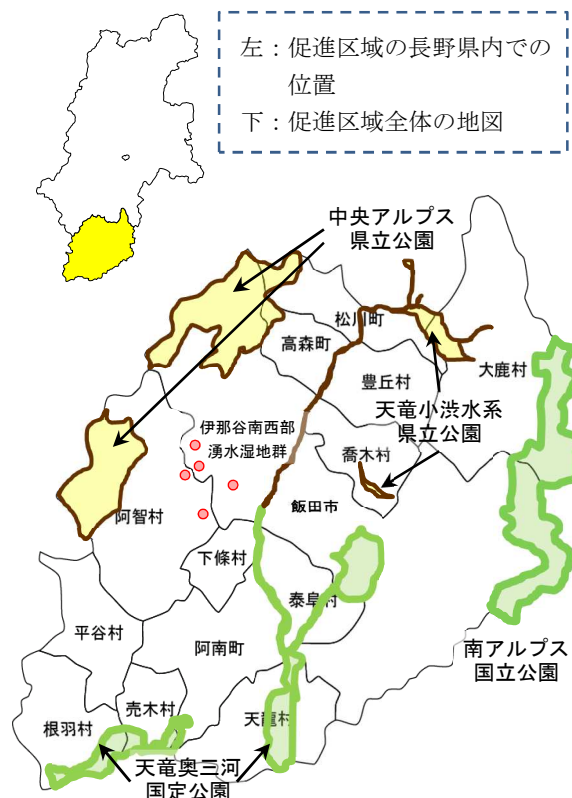 左：促進区域の長野県内での
位置
下：促進区域全体の地図
中央アルプス
県立公園
松川町
高森町
大鹿村
豊丘村
天竜小渋水系
県立公園
伊那谷南西部
湧水湿地群
喬木村
飯田市
阿智村
下條村
泰阜村
平谷村
阿南町
南アルプス
国立公園
売木村
天龍村
根羽村
天竜奥三河
国定公園